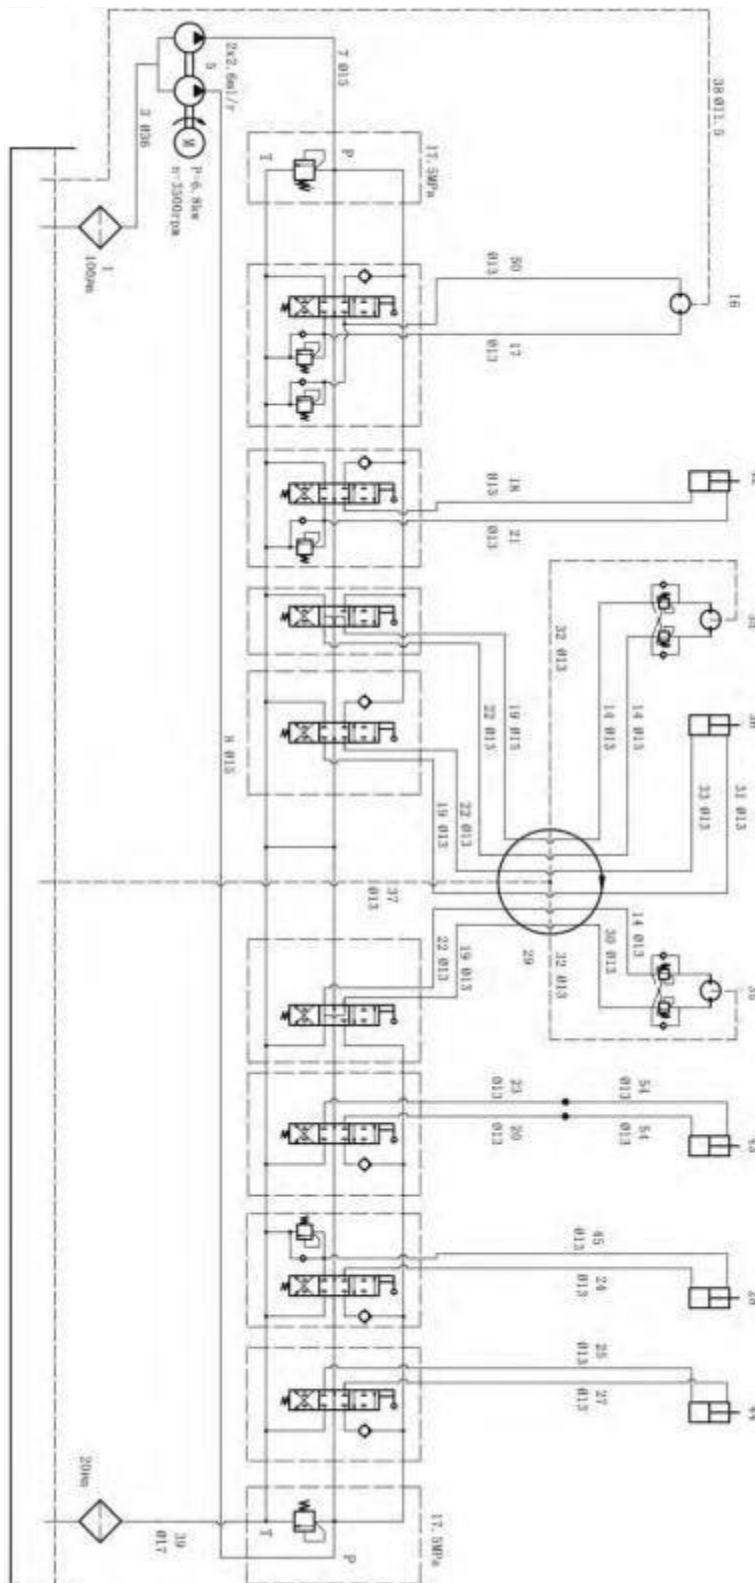 38 Ø11.5
7 Ø15
2x2.6ml/r
5
3 Ø36
M
P=6.8kw
n=3300rpm
1
100μm
T
P
17.5MPa
16
50
Ø13
17
Ø13
18
Ø13
21
Ø13
32 Ø13
14 Ø13
14 Ø13
19 Ø13
22 Ø13
8 Ø15
31 Ø13
33 Ø13
22 Ø13
19 Ø13
37
Ø13
29
32 Ø13
30 Ø13
14 Ø13
19 Ø13
22 Ø13
23
Ø13
20
Ø13
54
Ø13
54
Ø13
45
Ø13
24
Ø13
25
Ø13
27
Ø13
20μm
39
Ø17
T
P
17.5MPa